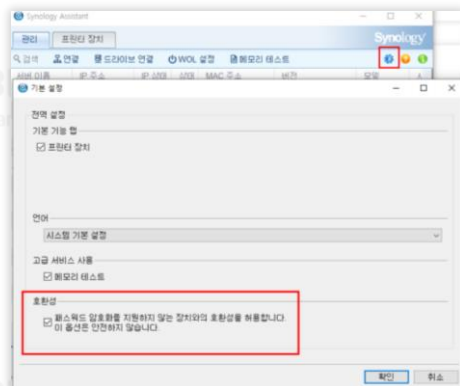 Synology Assistant
관리
프린터 장치
Synology
검색
연결
드라이브 연결
WOL 설정
메모리 테스트
서버 이름
IP 주소
IP 상태
상태
MAC 주소
버전
모델
기본 설정
전역 설정
기본 기능 탭
프린터 장치
언어
시스템 기본 설정
고급 서비스 사용
메모리 테스트
호환성
패스워드 암호화를 지원하지 않는 장치와의 호환성을 허용합니다.
이 옵션은 안전하지 않습니다.
확인
취소